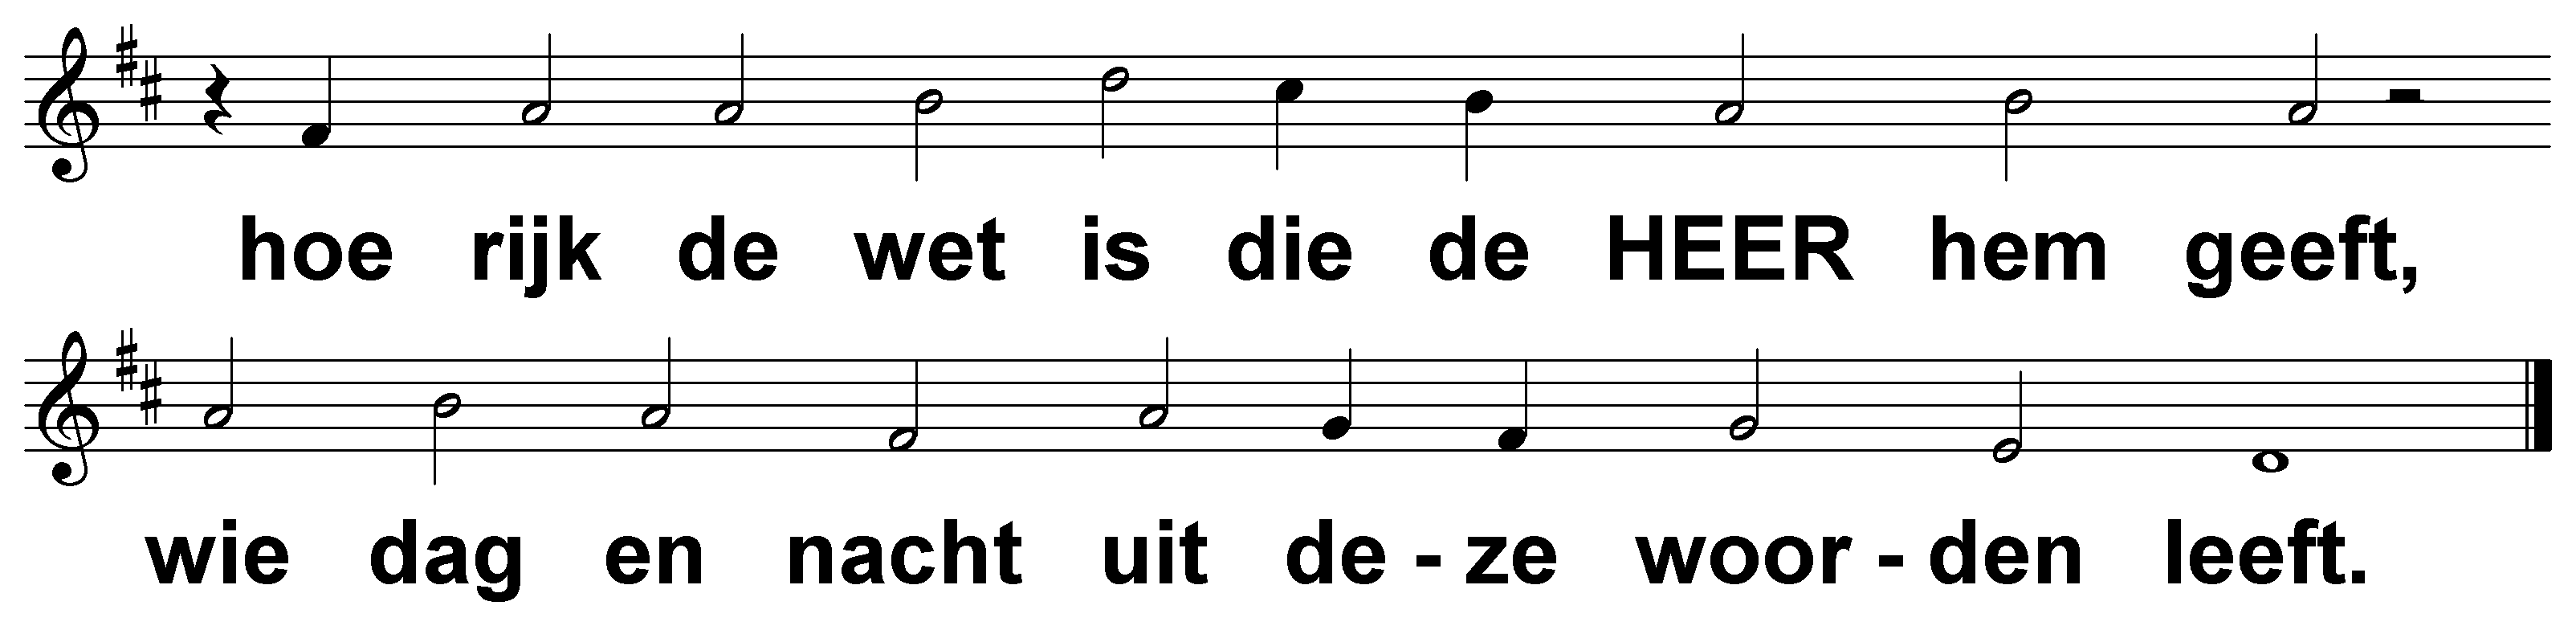 hoe rijk de wet is die de HEER hem geeft,
wie dag en nacht uit de - ze woor - den leeft.